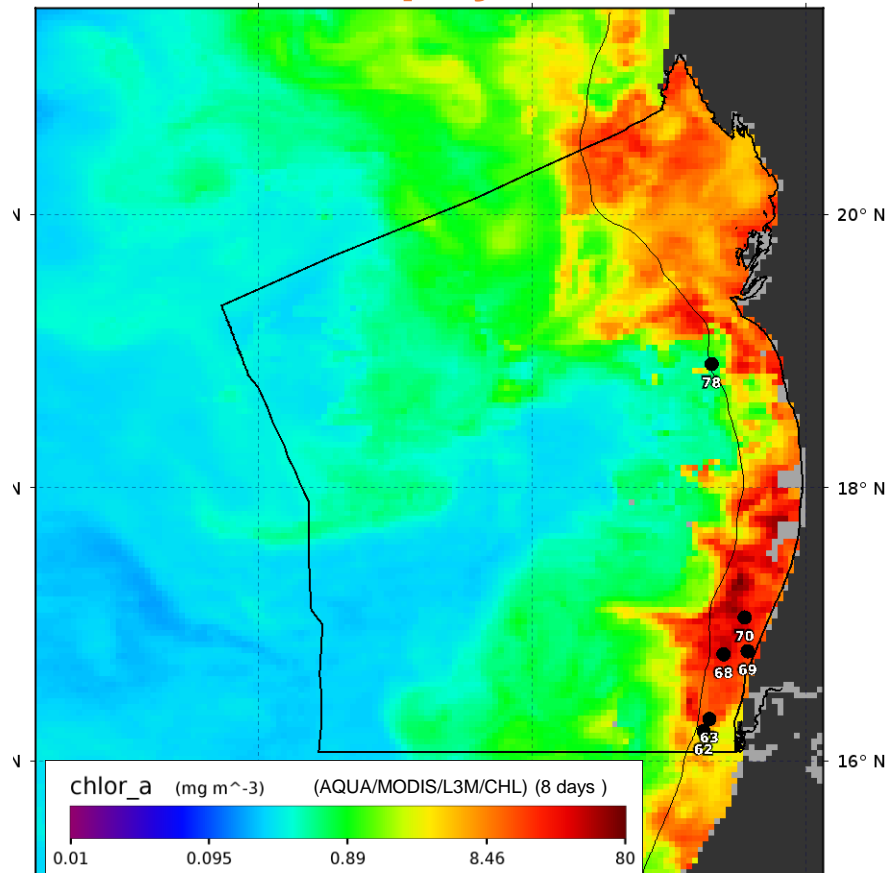 N
20° N
78
N
18° N
70
68
69
63
62
N
16° N
chlor_a (mg m^-3) (AQUA/MODIS/L3M/CHL) (8 days )
0.01 0.095 0.89 8.46 80